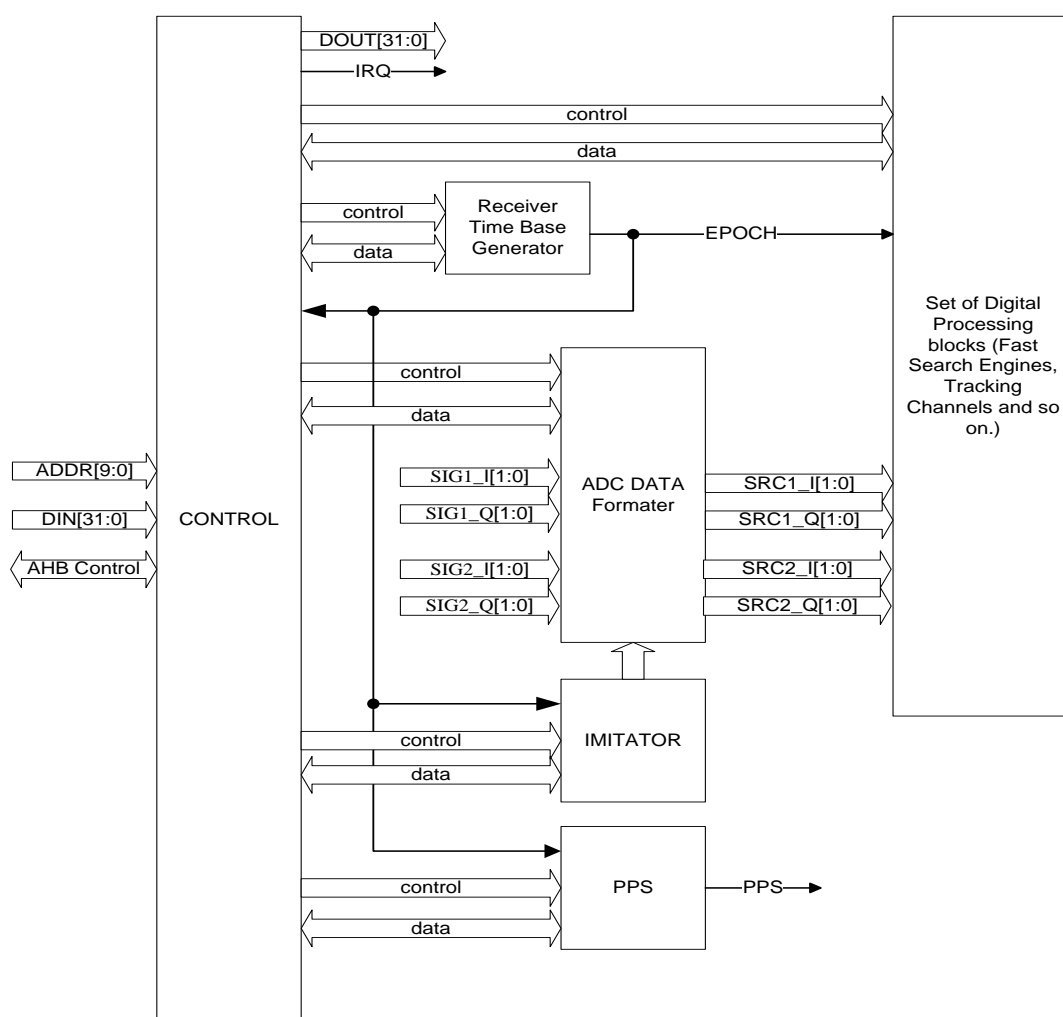 DOUT[31:0]
IRQ
control
data
control
data
Receiver
Time Base
Generator
EPOCH
Set of Digital
Processing
blocks (Fast
Search Engines,
Tracking
Channels and so
on.)
control
data
ADDR[9:0]
DIN[31:0]
AHB Control
CONTROL
SIG1_I[1:0]
SIG1_Q[1:0]
SIG2_I[1:0]
SIG2_Q[1:0]
ADC DATA
Formater
SRC1_I[1:0]
SRC1_Q[1:0]
SRC2_I[1:0]
SRC2_Q[1:0]
control
data
IMITATOR
control
data
PPS
PPS